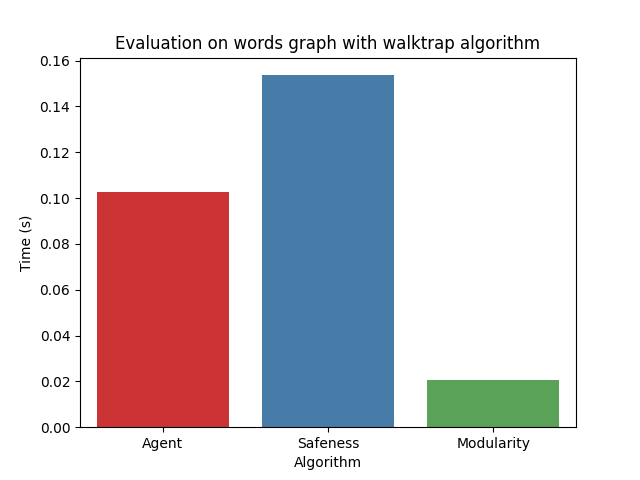 Evaluation on words graph with walktrap algorithm
0.16
0.14
0.12
0.10
0.08
0.06
0.04
0.02
0.00
Time (s)
Agent
Safeness
Modularity
Algorithm